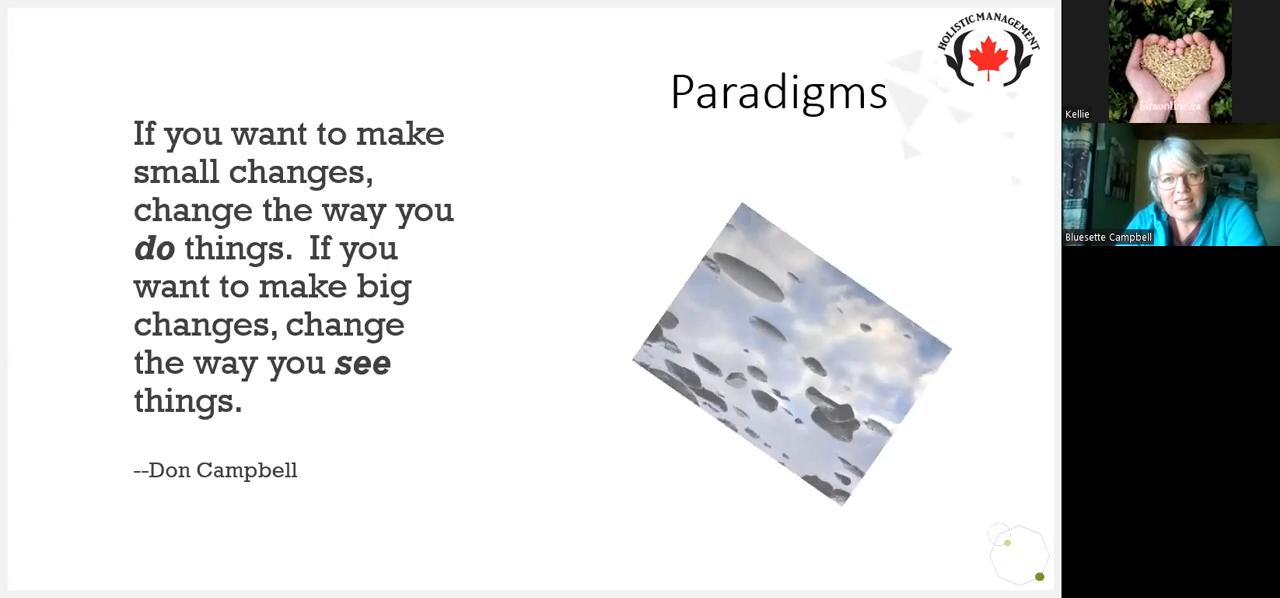 HOLISTIC MANAGEMENT
Paradigms
If you want to make
small changes,
change the way you
do things.  If you
want to make big
changes, change
the way you see
things.
--Don Campbell
Kellie
Bluesette Campbell